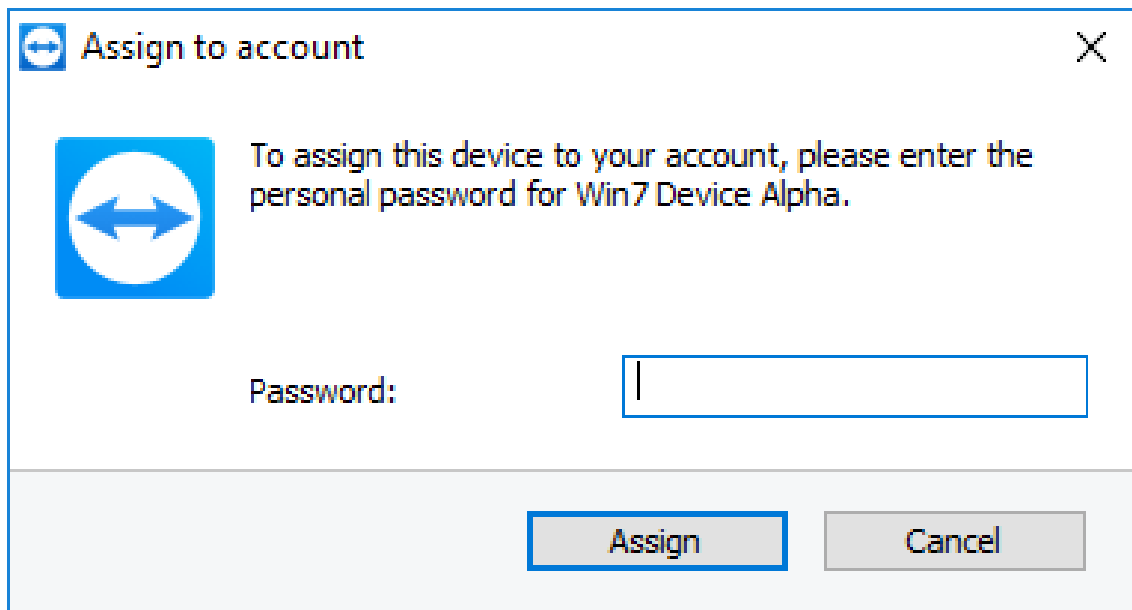 Assign to account
To assign this device to your account, please enter the
personal password for Win7 Device Alpha.
Password:
Assign
Cancel